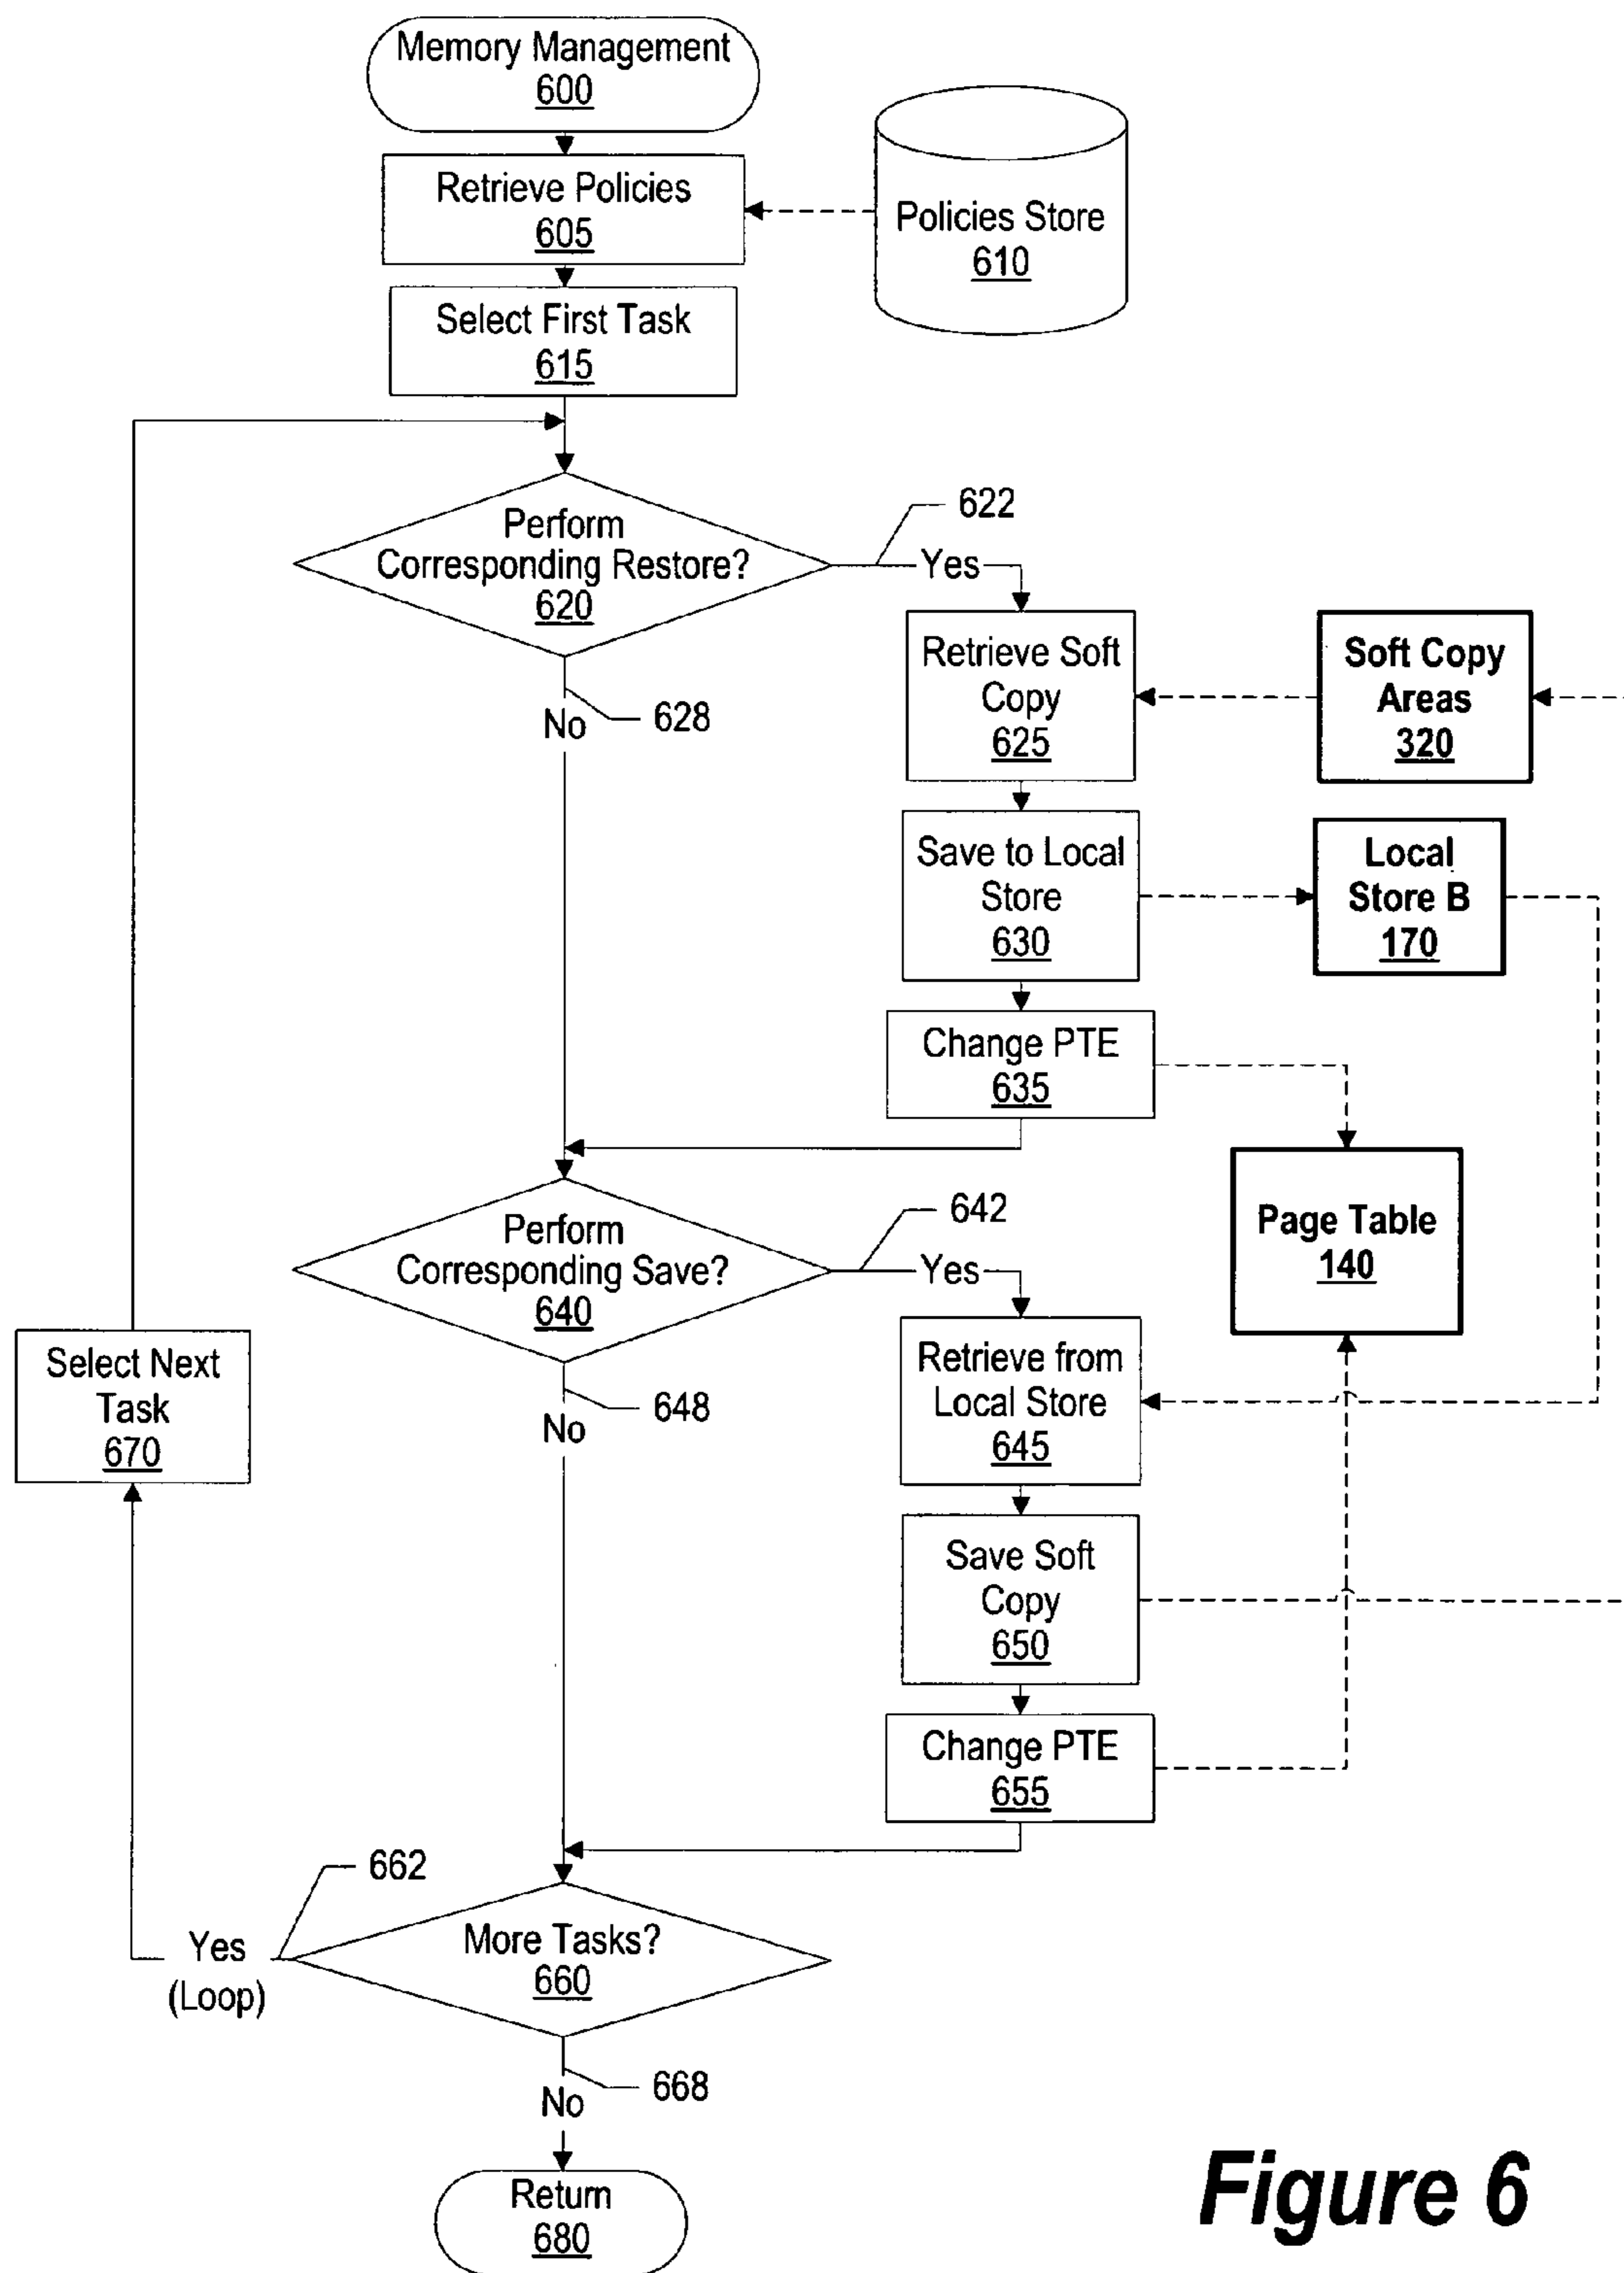 Memory Management
600
Retrieve Policies
605
Policies Store
610
Select First Task
615
Perform
Corresponding Restore?
620
622
Yes
628
No
Retrieve Soft
Copy
625
Soft Copy
Areas
320
Save to Local
Store
630
Local
Store B
170
Change PTE
635
Perform
Corresponding Save?
640
642
Yes
Page Table
140
648
No
Select Next
Task
670
Retrieve from
Local Store
645
Save Soft
Copy
650
Change PTE
655
662
Yes
(Loop)
More Tasks?
660
668
No
Return
680
Figure 6